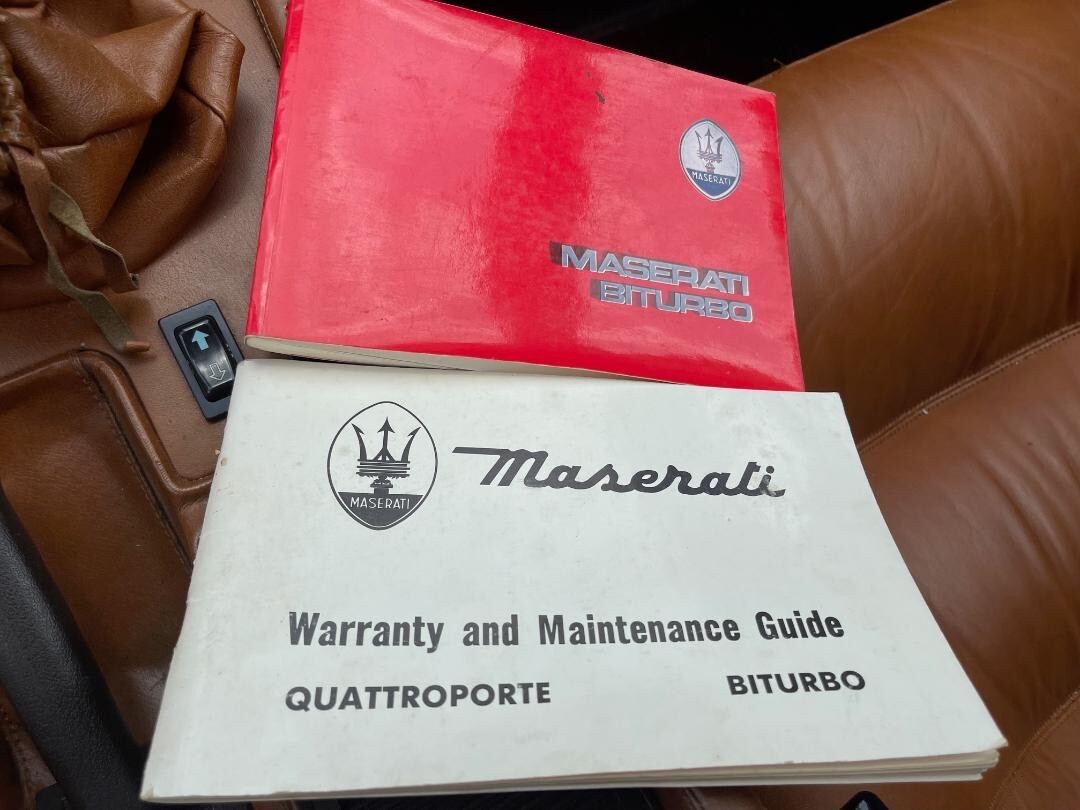 MASERATI
MASERATI
BITURBO
MASERATI
Maserati
Warranty and Maintenance Guide
QUATTROPORTE BITURBO